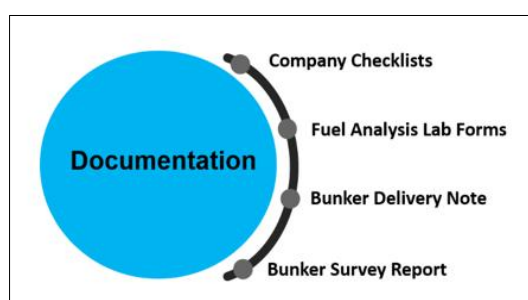 Company Checklists
Fuel Analysis Lab Forms
Documentation
Bunker Delivery Note
Bunker Survey Report